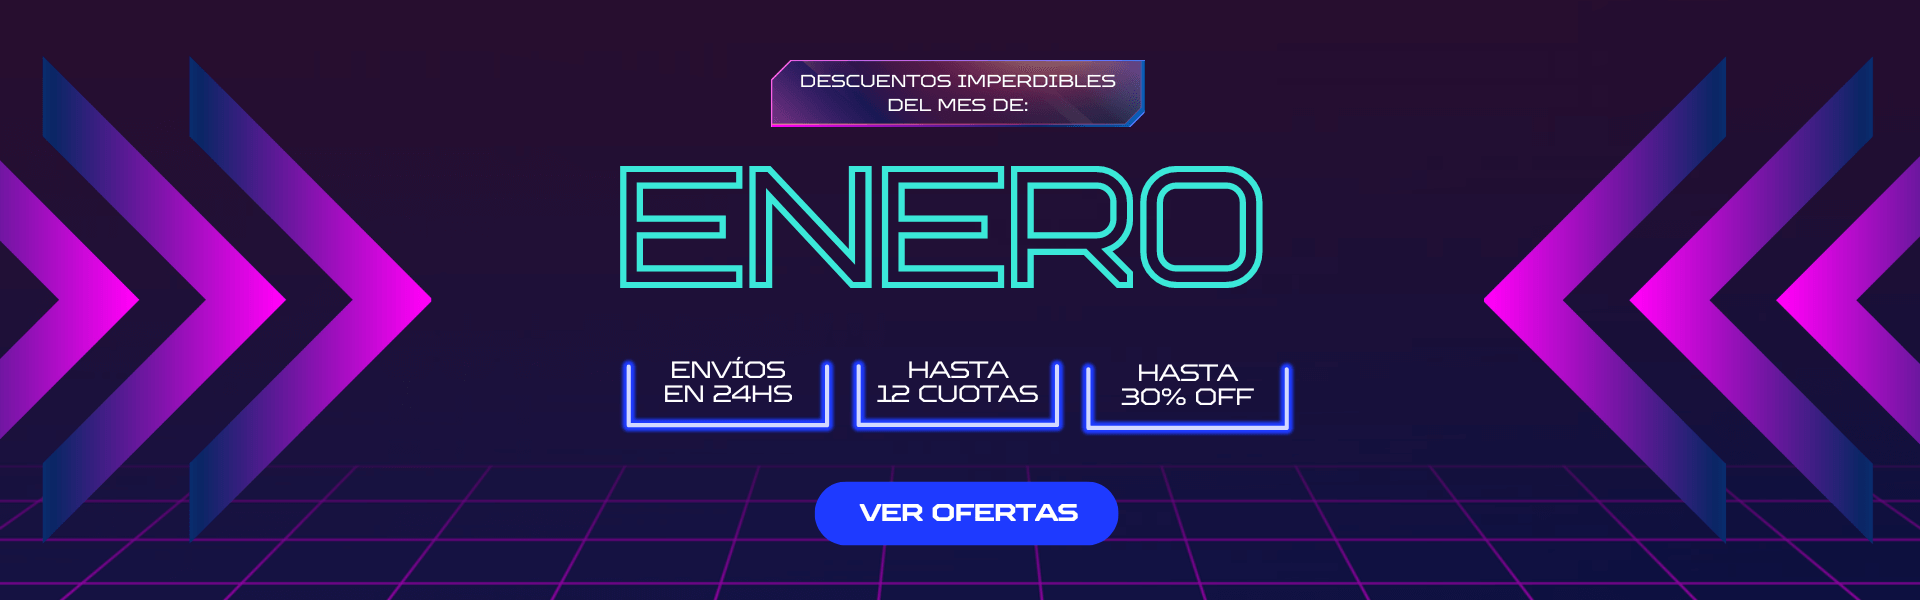 DESCUENTOS IMPERDIBLES
DEL MES DE:
ENERO
ENVÍOS
EN 24HS
HASTA
12 CUOTAS
HASTA
30% OFF
VER OFERTAS